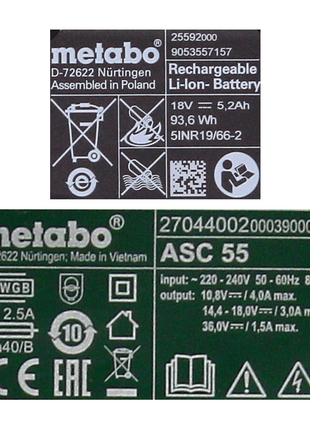 metabo®
D-72622 Nürtingen
Assembled in Poland
25592000
9053557157
Rechargeable
Li-Ion- Battery
18V 5,2Ah
93,6 Wh
5INR19/66-2
metabo®
2622 Nürtingen; Made in Vietnam
WGB
2.5A
10
40/B
CE EAC
2704400200039000
ASC 55
input: ~ 220 - 240V 50 - 60Hz
output: 10,8V / 4,0A max.
14,4 - 18,0V / 3,0A
36,0V / 1,5A max.